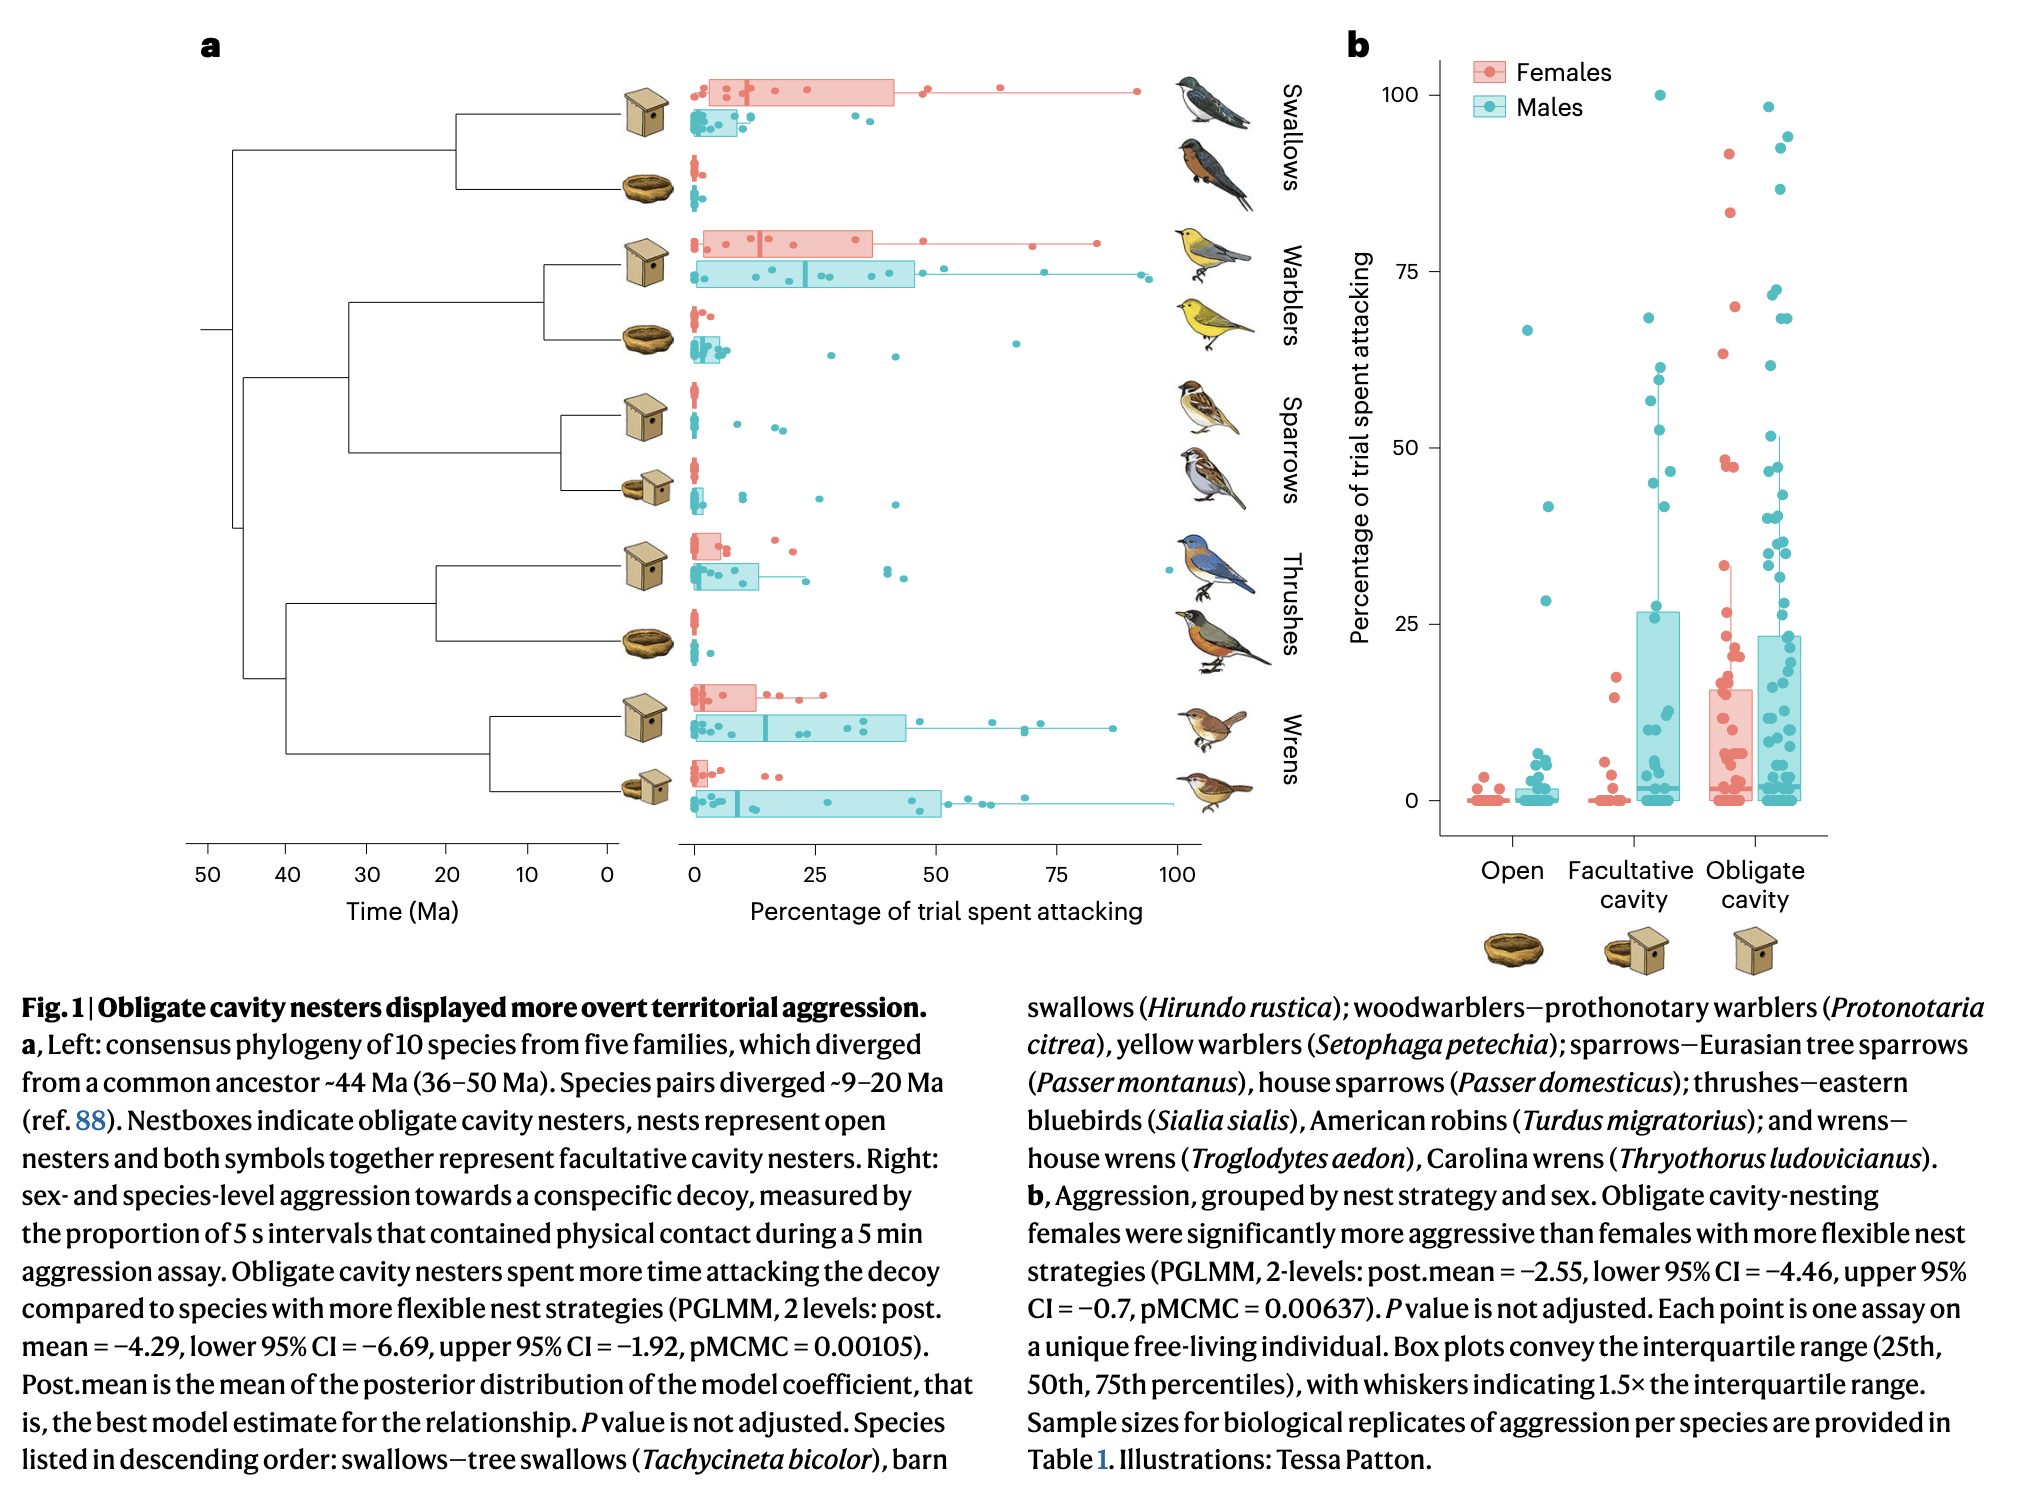 a
Swallows
Warblers
Sparrows
Thrushes
Wrens
50 40 30 20 10 0
Time (Ma)
0 25 50 75 100
Percentage of trial spent attacking
b
Females
Males
100
75
50
25
0
Percentage of trial spent attacking
Open
Facultative
cavity
Obligate
cavity
Fig. 1 | Obligate cavity nesters displayed more overt territorial aggression.
a, Left: consensus phylogeny of 10 species from five families, which diverged
from a common ancestor ~44 Ma (36–50 Ma). Species pairs diverged ~9–20 Ma
(ref. 88). Nestboxes indicate obligate cavity nesters, nests represent open
nesters and both symbols together represent facultative cavity nesters. Right:
sex- and species-level aggression towards a conspecific decoy, measured by
the proportion of 5 s intervals that contained physical contact during a 5 min
aggression assay. Obligate cavity nesters spent more time attacking the decoy
compared to species with more flexible nest strategies (PGLMM, 2 levels: post.
mean = −4.29, lower 95% CI = −6.69, upper 95% CI = −1.92, pMCMC = 0.00105).
Post.mean is the mean of the posterior distribution of the model coefficient, that
is, the best model estimate for the relationship. P value is not adjusted. Species
listed in descending order: swallows—tree swallows (Tachycineta bicolor), barn
swallows (Hirundo rustica); woodwarblers—prothonotary warblers (Protonotaria
citrea), yellow warblers (Setophaga petechia); sparrows—Eurasian tree sparrows
(Passer montanus), house sparrows (Passer domesticus); thrushes—eastern
bluebirds (Sialia sialis), American robins (Turdus migratorius); and wrens—
house wrens (Troglodytes aedon), Carolina wrens (Thryothorus ludovicianus).
b, Aggression, grouped by nest strategy and sex. Obligate cavity-nesting
females were significantly more aggressive than females with more flexible nest
strategies (PGLMM, 2-levels: post.mean = −2.55, lower 95% CI = −4.46, upper 95%
CI = −0.7, pMCMC = 0.00637). P value is not adjusted. Each point is one assay on
a unique free-living individual. Box plots convey the interquartile range (25th,
50th, 75th percentiles), with whiskers indicating 1.5× the interquartile range.
Sample sizes for biological replicates of aggression per species are provided in
Table 1. Illustrations: Tessa Patton.